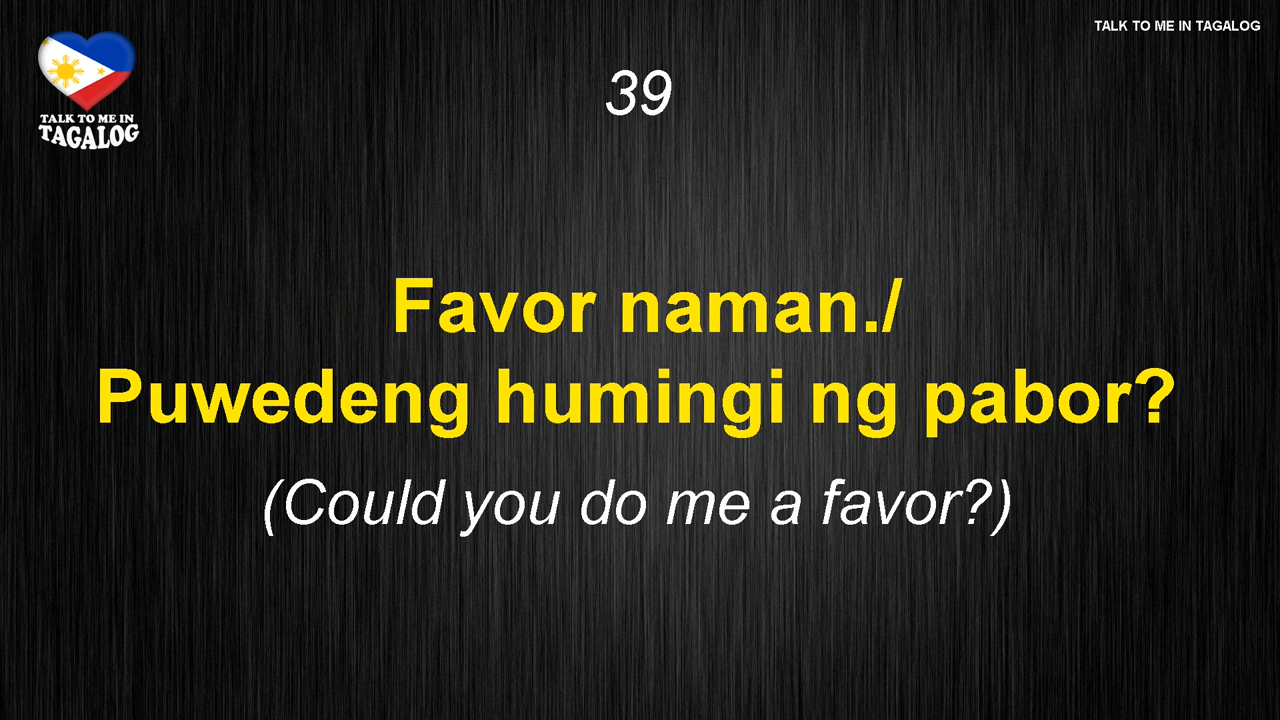 TALK TO ME IN TAGALOG
TALK TO ME IN
TAGALOG
39
Favor naman./
Puwedeng humingi ng pabor?
(Could you do me a favor?)